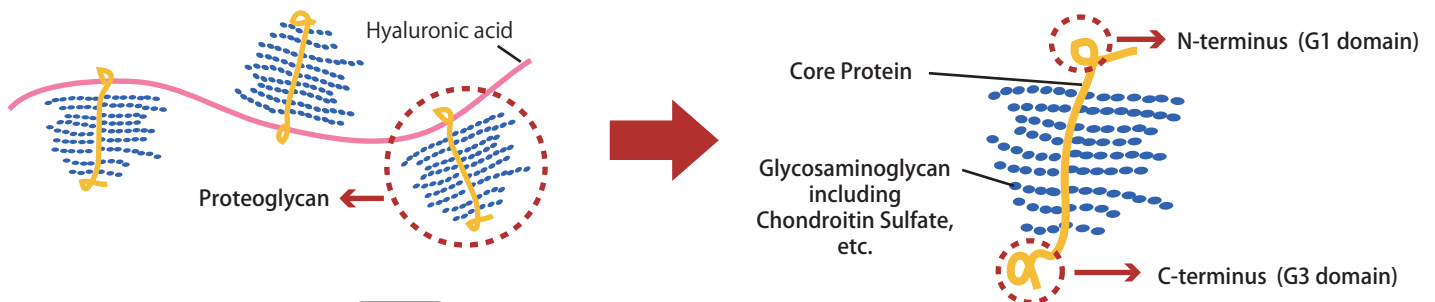 Hyaluronic acid
Proteoglycan
N-terminus (G1 domain)
Core Protein
Glycosaminoglycan
including
Chondroitin Sulfate,
etc.
C-terminus (G3 domain)